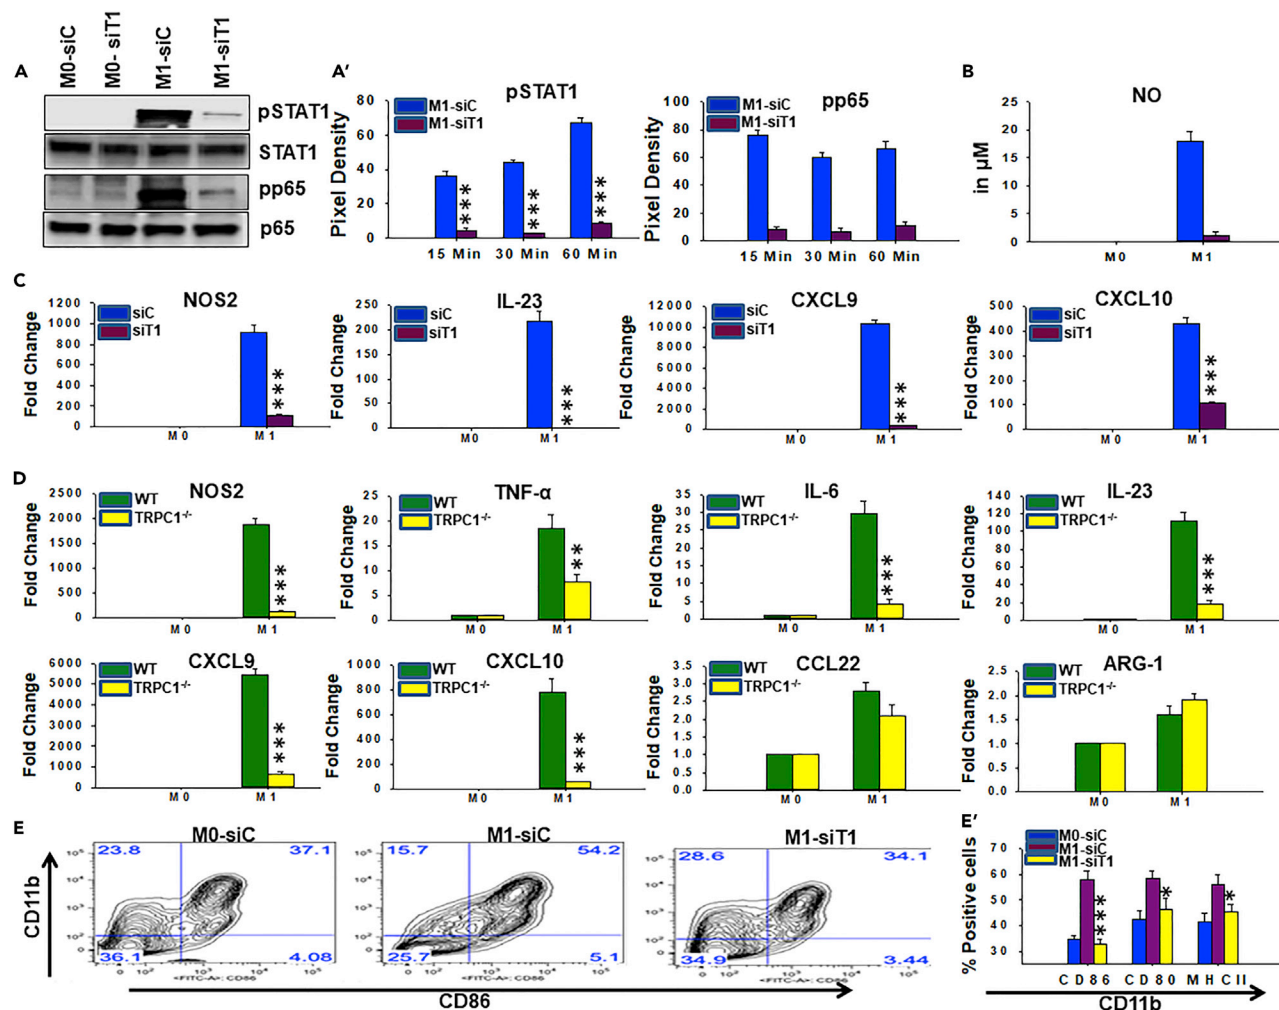 M0-siC
M0- siT1
M1-siC
M1-siT1
A
pSTAT1
STAT1
pp65
p65
A'
pSTAT1
M1-siC
M1-siT1
Pixel Density
80
60
40
20
0
15 Min 30 Min 60 Min
***
***
***
pp65
M1-siC
M1-siT1
Pixel Density
100
80
60
40
20
0
15 Min 30 Min 60 Min
B
NO
in µM
25
20
15
10
5
0
M0 M1
C
NOS2
siC
siT1
Fold Change
1200
1000
800
600
400
200
0
M0 M1
***
IL-23
siC
siT1
Fold Change
250
200
150
100
50
0
M0 M1
***
CXCL9
siC
siT1
Fold Change
12000
10000
8000
6000
4000
2000
0
M0 M1
***
CXCL10
siC
siT1
Fold Change
500
400
300
200
100
0
M0 M1
***
D
NOS2
WT
TRPC1-/-
Fold Change
2500
2000
1500
1000
500
0
M0 M1
***
TNF-α
WT
TRPC1-/-
Fold Change
25
20
15
10
5
0
M0 M1
**
IL-6
WT
TRPC1-/-
Fold Change
35
30
25
20
15
10
5
0
M0 M1
***
IL-23
WT
TRPC1-/-
Fold Change
140
120
100
80
60
40
20
0
M0 M1
***
CXCL9
WT
TRPC1-/-
Fold Change
6000
5000
4000
3000
2000
1000
0
M0 M1
***
CXCL10
WT
TRPC1-/-
Fold Change
1000
800
600
400
200
0
M0 M1
***
CCL22
WT
TRPC1-/-
Fold Change
3.5
3.0
2.5
2.0
1.5
1.0
0.5
0.0
M0 M1
ARG-1
WT
TRPC1-/-
Fold Change
2.5
2.0
1.5
1.0
0.5
0.0
M0 M1
E
CD11b
M0-siC
23.8 37.1
36.1 4.08
<FITC-A>: CD86
M1-siC
15.7 54.2
25.7 5.1
<FITC-A>: CD86
M1-siT1
28.6 34.1
34.9 3.44
<FITC-A>: CD86
CD86
E'
M0-siC
M1-siC
M1-siT1
% Positive cells
70
60
50
40
30
***
*
*
CD86 CD80 MHCII
CD11b